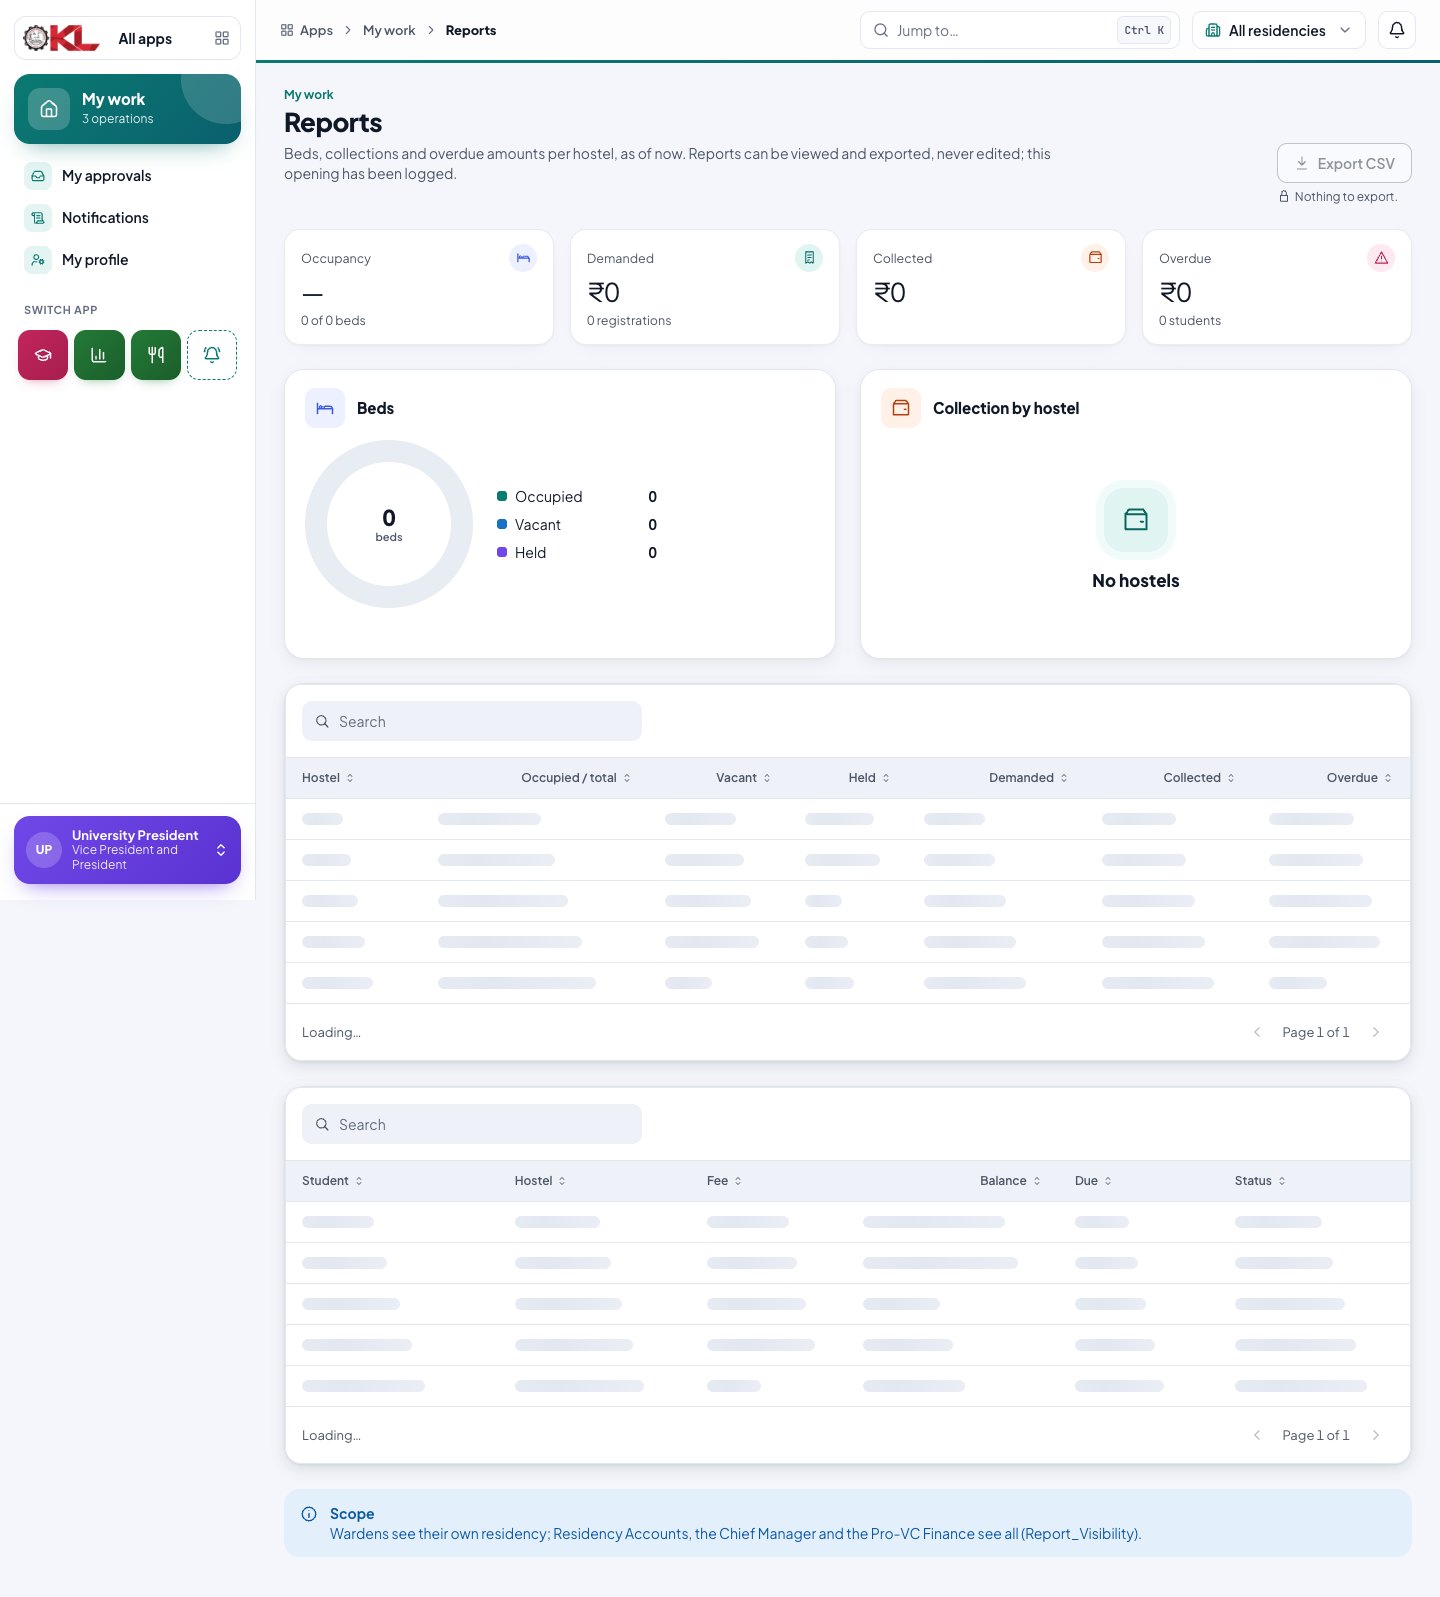 KL
All apps
Apps > My work > Reports
Jump to...
Ctrl K
All residencies
My work
3 operations
My approvals
Notifications
My profile
SWITCH APP
University President
UP
Vice President and
President
My work
Reports
Beds, collections and overdue amounts per hostel, as of now. Reports can be viewed and exported, never edited; this
opening has been logged.
Export CSV
Nothing to export.
Occupancy
—
0 of 0 beds
Demanded
₹0
0 registrations
Collected
₹0
Overdue
₹0
0 students
Beds
0
beds
Occupied 0
Vacant 0
Held 0
Collection by hostel
No hostels
Search
Hostel Occupied / total Vacant Held Demanded Collected Overdue
Loading...
Page 1 of 1
Search
Student Hostel Fee Balance Due Status
Loading...
Page 1 of 1
Scope
Wardens see their own residency; Residency Accounts, the Chief Manager and the Pro-VC Finance see all (Report_Visibility).